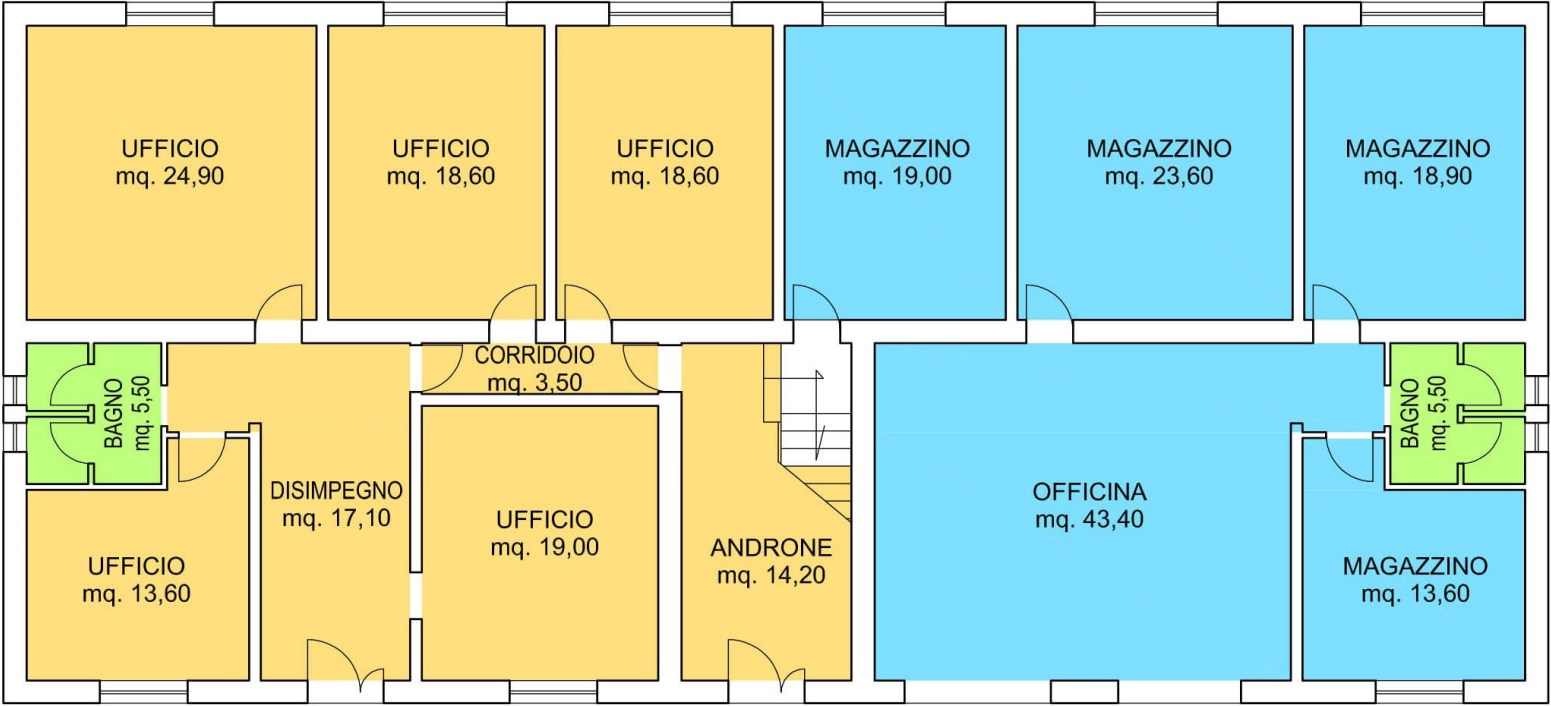 UFFICIO
mq. 24,90
UFFICIO
mq. 18,60
UFFICIO
mq. 18,60
MAGAZZINO
mq. 19,00
MAGAZZINO
mq. 23,60
MAGAZZINO
mq. 18,90
CORRIDOIO
mq. 3,50
BAGNO
mq. 5,50
BAGNO
mq. 5,50
DISIMPEGNO
mq. 17,10
UFFICIO
mq. 19,00
OFFICINA
mq. 43,40
UFFICIO
mq. 13,60
ANDRONE
mq. 14,20
MAGAZZINO
mq. 13,60